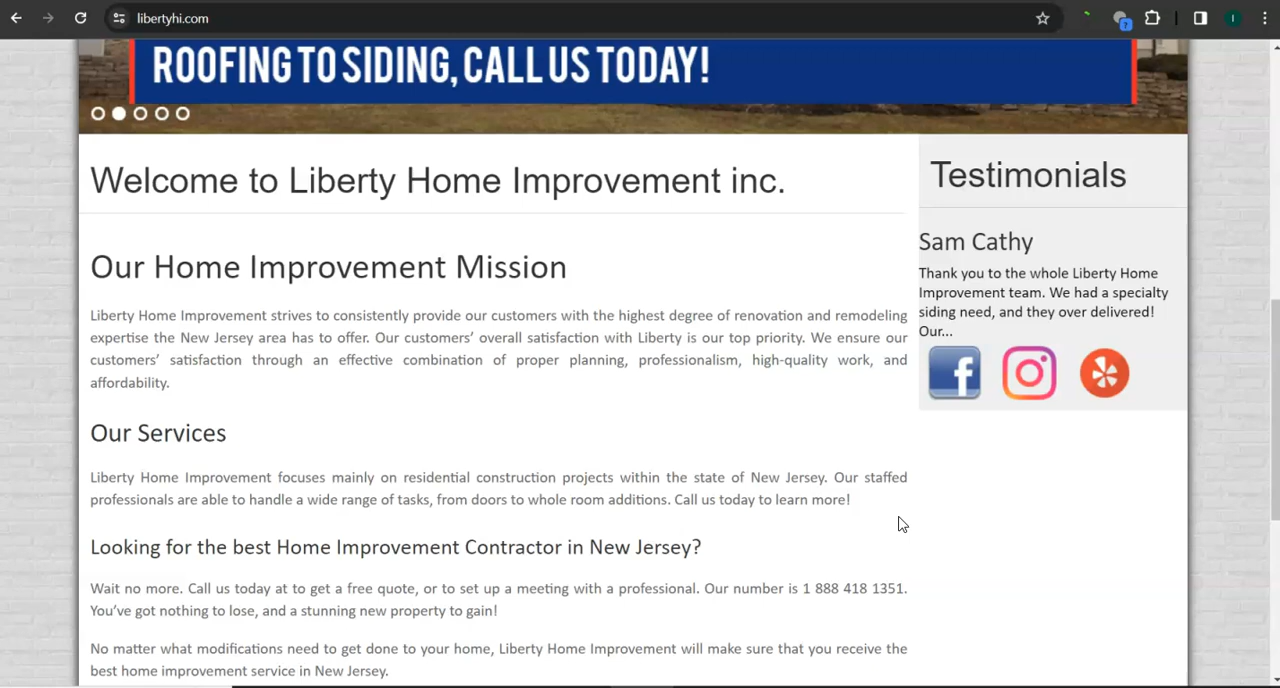 libertyhi.com
ROOFING TO SIDING, CALL US TODAY!
Welcome to Liberty Home Improvement inc.
Our Home Improvement Mission
Liberty Home Improvement strives to consistently provide our customers with the highest degree of renovation and remodeling
expertise the New Jersey area has to offer. Our customers’ overall satisfaction with Liberty is our top priority. We ensure our
customers’ satisfaction through an effective combination of proper planning, professionalism, high-quality work, and
affordability.
Our Services
Liberty Home Improvement focuses mainly on residential construction projects within the state of New Jersey. Our staffed
professionals are able to handle a wide range of tasks, from doors to whole room additions. Call us today to learn more!
Looking for the best Home Improvement Contractor in New Jersey?
Wait no more. Call us today at to get a free quote, or to set up a meeting with a professional. Our number is 1 888 418 1351.
You’ve got nothing to lose, and a stunning new property to gain!
No matter what modifications need to get done to your home, Liberty Home Improvement will make sure that you receive the
best home improvement service in New Jersey.
Testimonials
Sam Cathy
Thank you to the whole Liberty Home
Improvement team. We had a specialty
siding need, and they over delivered!
Our...